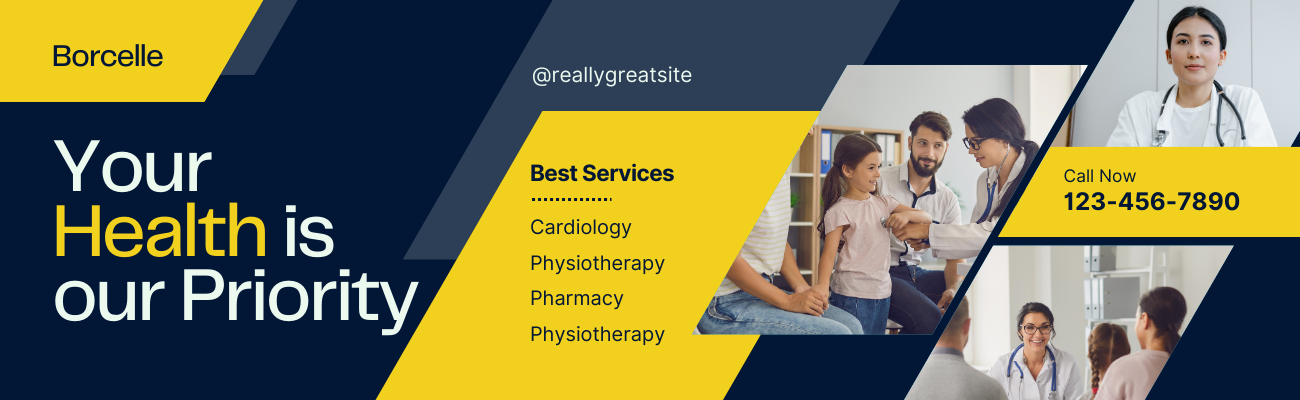 Borcelle
Your
Health is
our Priority
@reallygreatsite
Best Services
Cardiology
Physiotherapy
Pharmacy
Physiotherapy
Call Now
123-456-7890